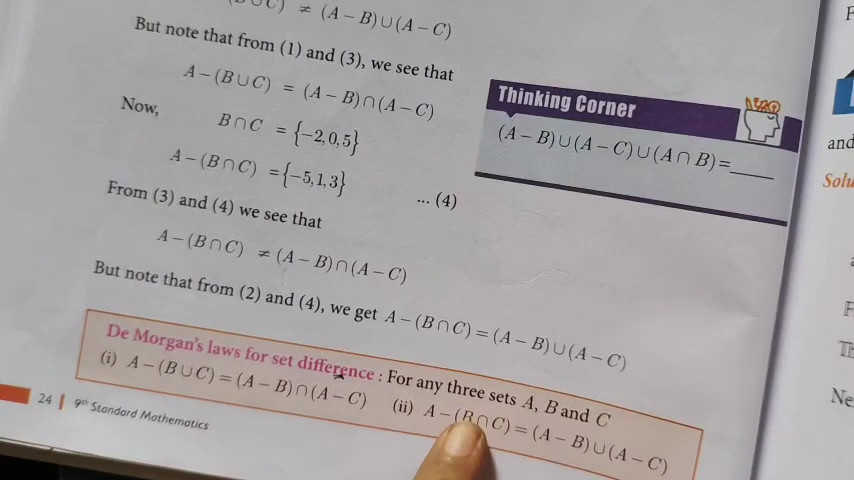 (B∪C) ≠ (A − B)∪(A − C)
But note that from (1) and (3), we see that
A − (B∪C) = (A − B)∩(A − C)
Now,
B∩C = {−2,0,5}
A − (B∩C) = {−5,1,3} ... (4)
From (3) and (4) we see that
A − (B∩C) ≠ (A − B)∩(A − C)
But note that from (2) and (4), we get A − (B∩C) = (A − B)∪(A − C)
Thinking Corner
(A − B)∪(A − C)∪(A∩B)=____
De Morgan's laws for set difference : For any three sets A, B and C
(i) A − (B∪C) = (A − B)∩(A − C) (ii) A − (B∩C) = (A − B)∪(A − C)
24 | 9th Standard Mathematics
and
Solu